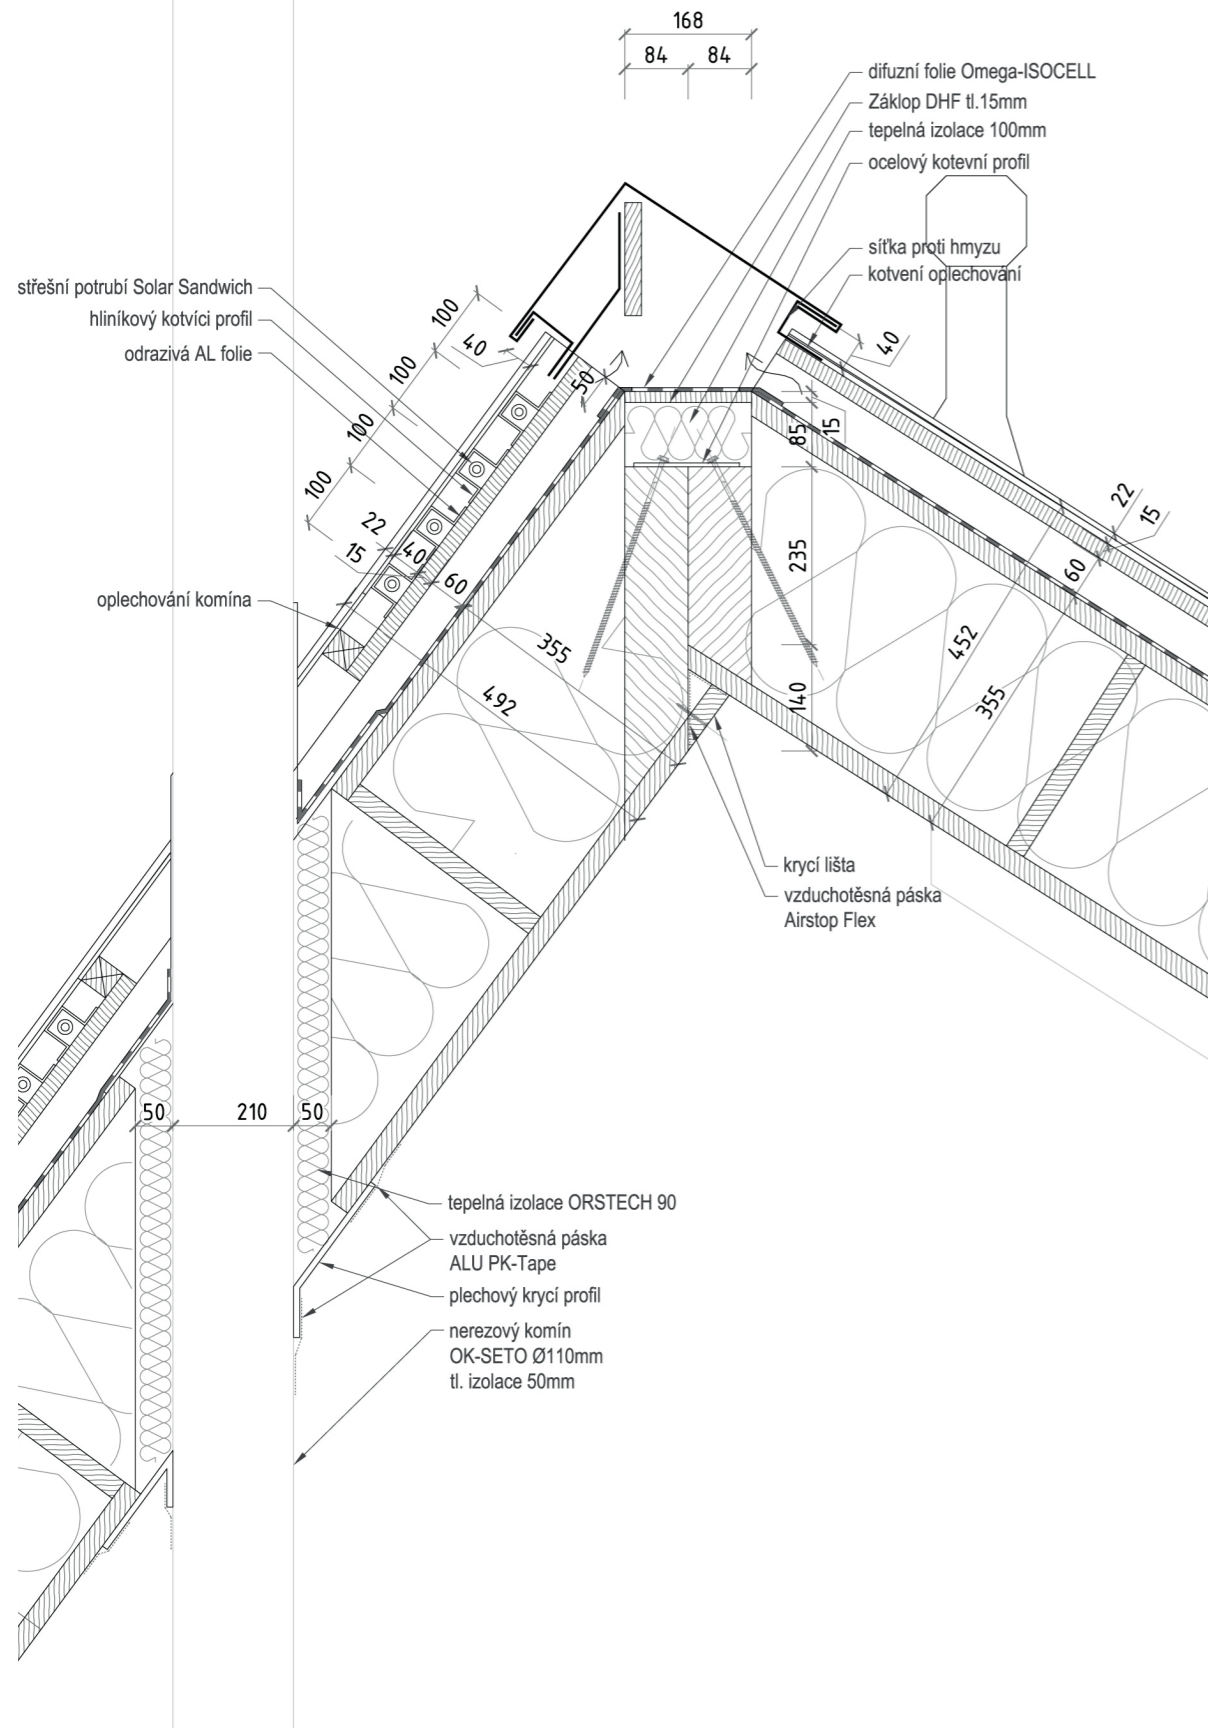 168
84 84
difuzní folie Omega-ISOCELL
Záklop DHF tl.15mm
tepelná izolace 100mm
ocelový kotevní profil
síťka proti hmyzu
kotvení oplechování
střešní potrubí Solar Sandwich
hliníkový kotvíci profil
odrazivá AL folie
100
100
100
100
40
50
40
85
15
22
15
40
60
22
15
60
235
140
355
492
452
355
oplechování komína
krycí lišta
vzduchotěsná páska
Airstop Flex
50 210 50
tepelná izolace ORSTECH 90
vzduchotěsná páska
ALU PK-Tape
plechový krycí profil
nerezový komín
OK-SETO Ø110mm
tl. izolace 50mm